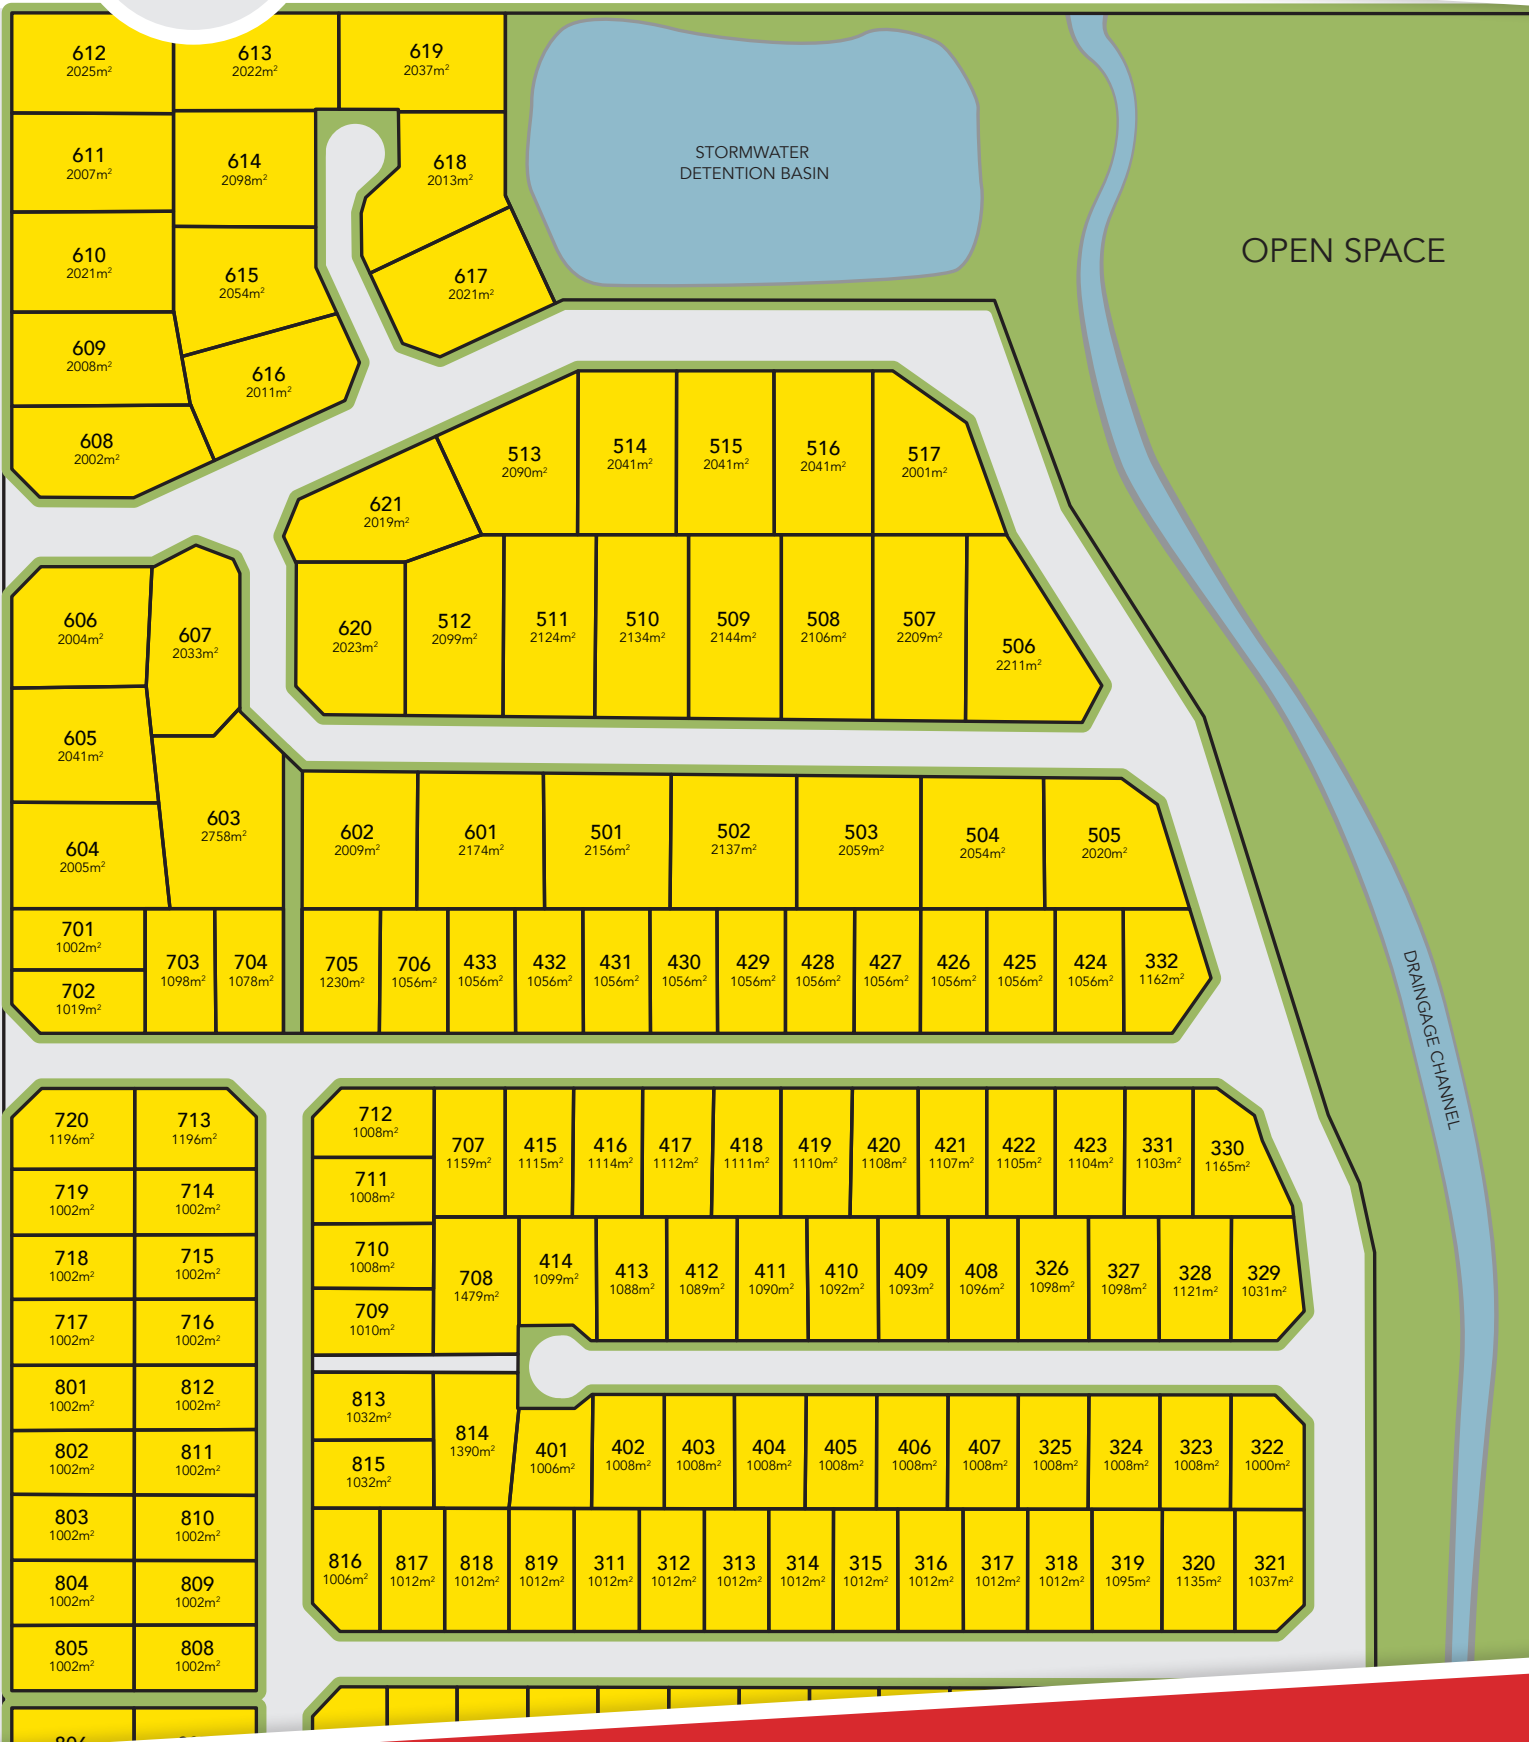 612
2025m²
613
2022m²
619
2037m²
611
2007m²
614
2098m²
618
2013m²
STORMWATER
DETENTION BASIN
OPEN SPACE
610
2021m²
615
2054m²
617
2021m²
609
2008m²
616
2011m²
608
2002m²
513
2090m²
514
2041m²
515
2041m²
516
2041m²
517
2001m²
621
2019m²
606
2004m²
607
2033m²
620
2023m²
512
2099m²
511
2124m²
510
2134m²
509
2144m²
508
2106m²
507
2209m²
506
2211m²
605
2041m²
603
2758m²
604
2005m²
602
2009m²
601
2174m²
501
2156m²
502
2137m²
503
2059m²
504
2054m²
505
2020m²
701
1002m²
702
1019m²
703
1098m²
704
1078m²
705
1230m²
706
1056m²
433
1056m²
432
1056m²
431
1056m²
430
1056m²
429
1056m²
428
1056m²
427
1056m²
426
1056m²
425
1056m²
424
1056m²
332
1162m²
DRAINGAGE CHANNEL
720
1196m²
713
1196m²
712
1008m²
711
1008m²
707
1159m²
415
1115m²
416
1114m²
417
1112m²
418
1111m²
419
1110m²
420
1108m²
421
1107m²
422
1105m²
423
1104m²
331
1103m²
330
1165m²
719
1002m²
714
1002m²
718
1002m²
715
1002m²
710
1008m²
709
1010m²
708
1479m²
414
1099m²
413
1088m²
412
1089m²
411
1090m²
410
1092m²
409
1093m²
408
1096m²
326
1098m²
327
1098m²
328
1121m²
329
1031m²
717
1002m²
716
1002m²
801
1002m²
812
1002m²
813
1032m²
814
1390m²
815
1032m²
401
1006m²
402
1008m²
403
1008m²
404
1008m²
405
1008m²
406
1008m²
407
1008m²
325
1008m²
324
1008m²
323
1008m²
322
1000m²
802
1002m²
811
1002m²
803
1002m²
810
1002m²
816
1006m²
817
1012m²
818
1012m²
819
1012m²
311
1012m²
312
1012m²
313
1012m²
314
1012m²
315
1012m²
316
1012m²
317
1012m²
318
1012m²
319
1095m²
320
1135m²
321
1037m²
804
1002m²
809
1002m²
805
1002m²
808
1002m²